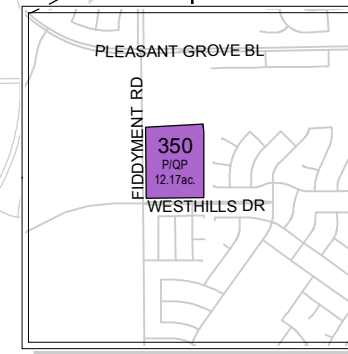 PLEASANT GROVE BL
FIDDYMENT RD
350
P/QP
12.17ac.
WESTHILLS DR